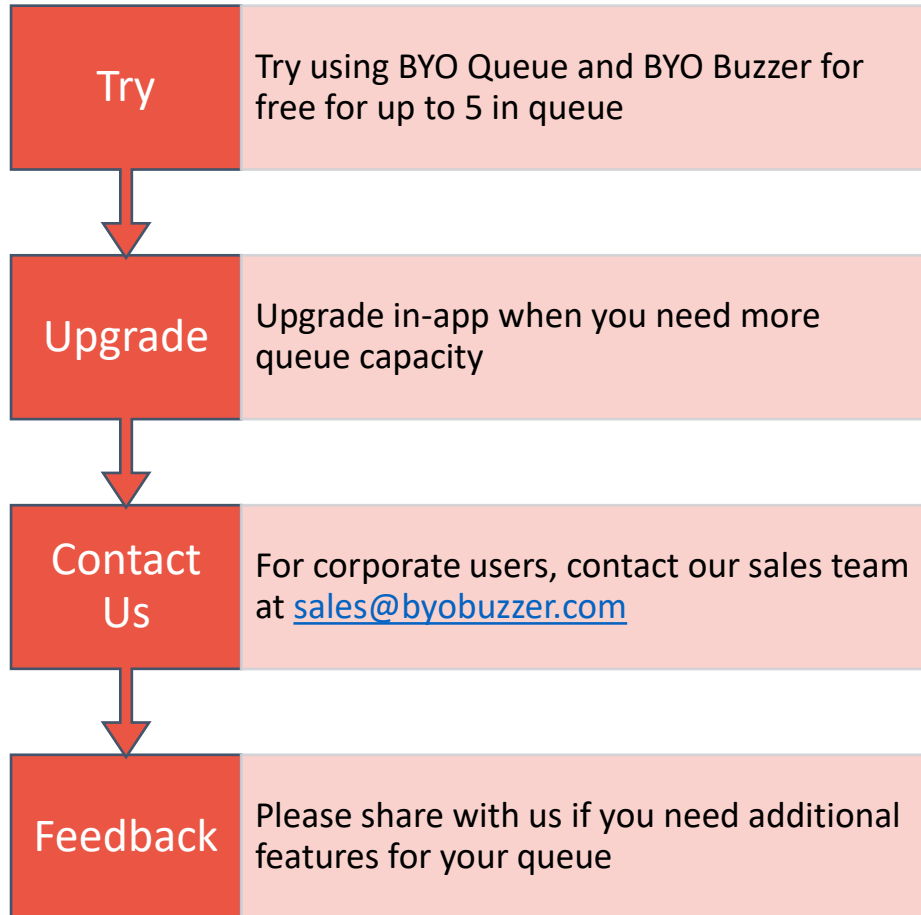 Try
Try using BYO Queue and BYO Buzzer for
free for up to 5 in queue
Upgrade
Upgrade in-app when you need more
queue capacity
Contact
Us
For corporate users, contact our sales team
at sales@byobuzzer.com
Feedback
Please share with us if you need additional
features for your queue